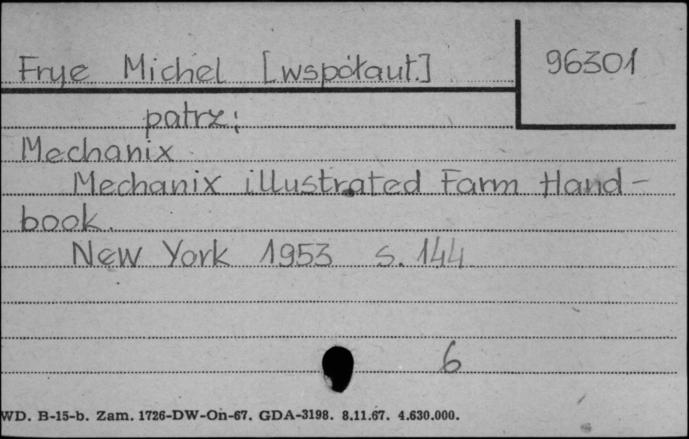 Frye Michel [współaut.]
96301
patrz:
Mechanix
Mechanix illustrated Farm Hand-
book.
New York 1953 s. 144
6
WD. B-15-b. Zam. 1726-DW-On-67. GDA-3198. 8.11.67. 4.630.000.